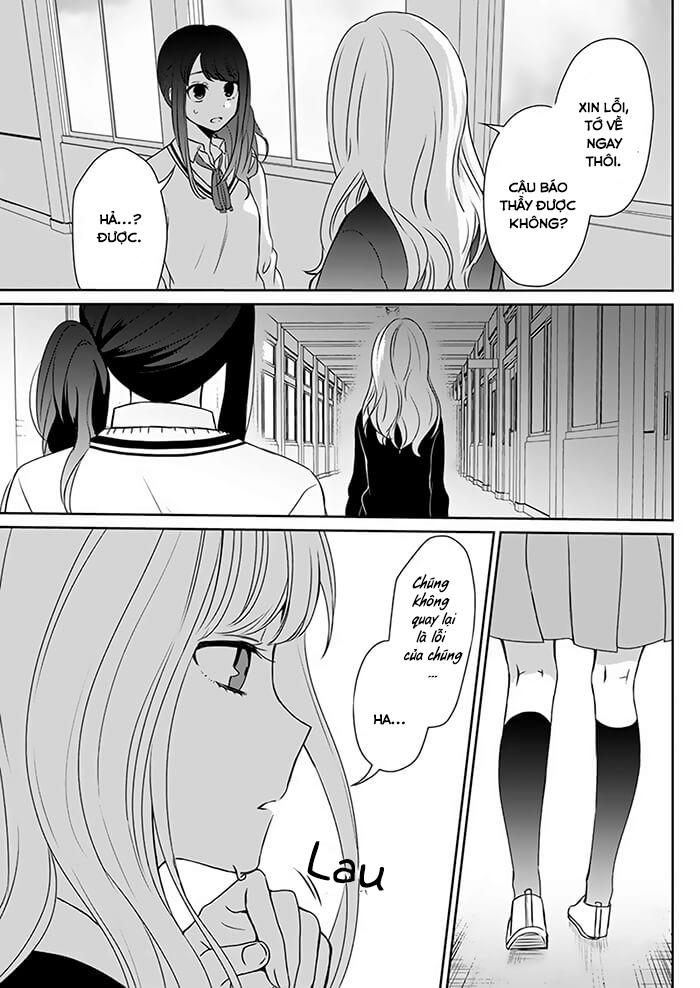 XIN LỖI,
TỚ VỀ
NGAY
THÔI.
CẬU BÁO
THẦY ĐƯỢC
KHÔNG?
HẢ...?
ĐƯỢC.
Chúng
không
quay lại
là lỗi
của chúng
...
HA...
Lau